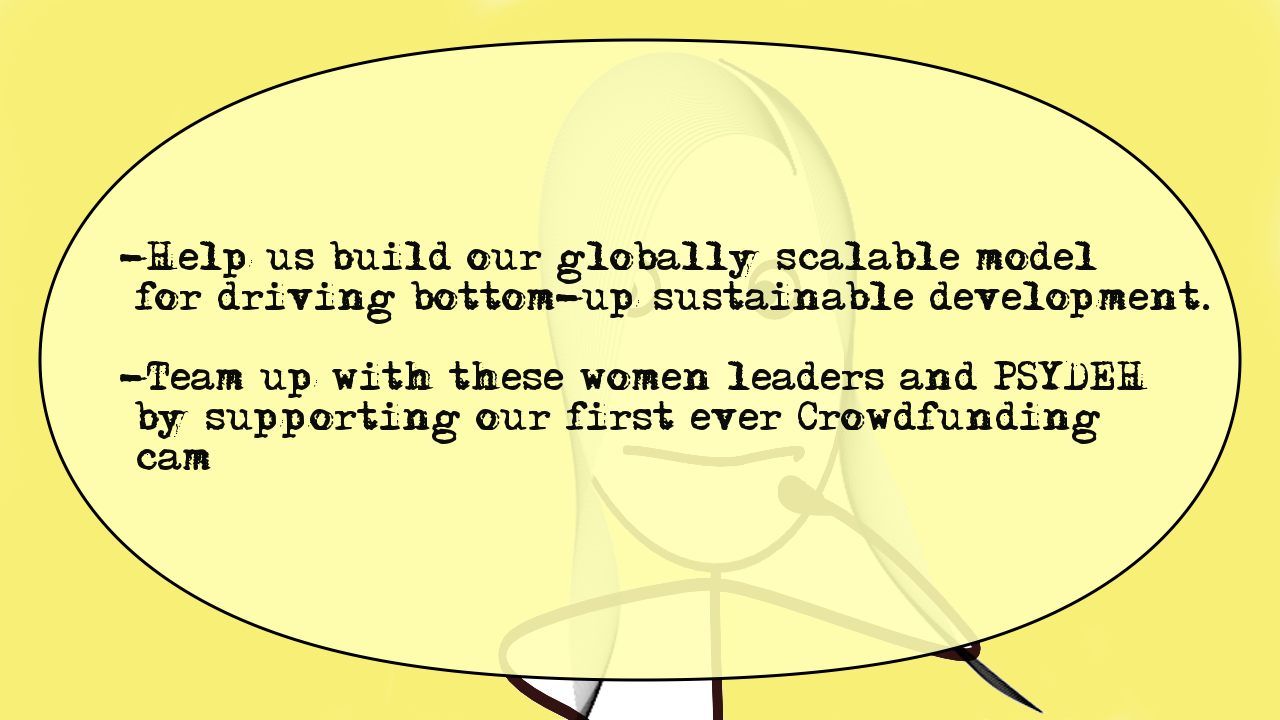 -Help us build our globally scalable model
for driving bottom-up sustainable development.
-Team up with these women leaders and PSYDEH
by supporting our first ever Crowdfunding
cam